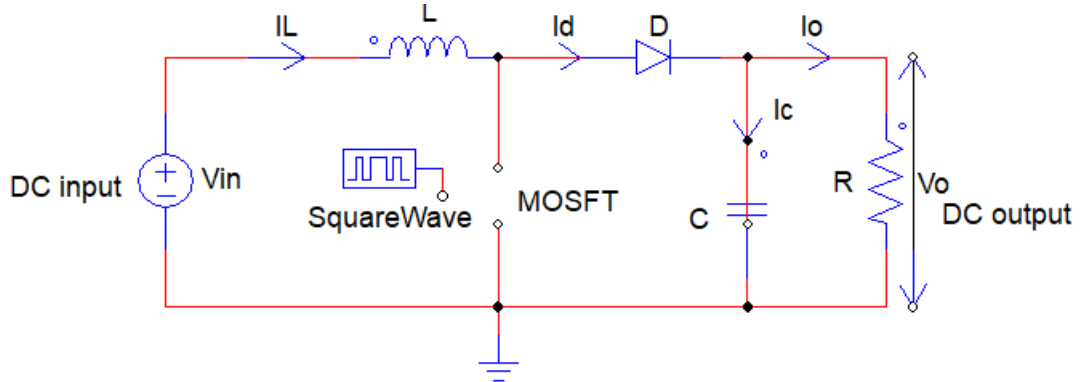 IL
L
Id
D
Io
Ic
DC input
Vin
SquareWave
MOSFT
C
R
Vo
DC output